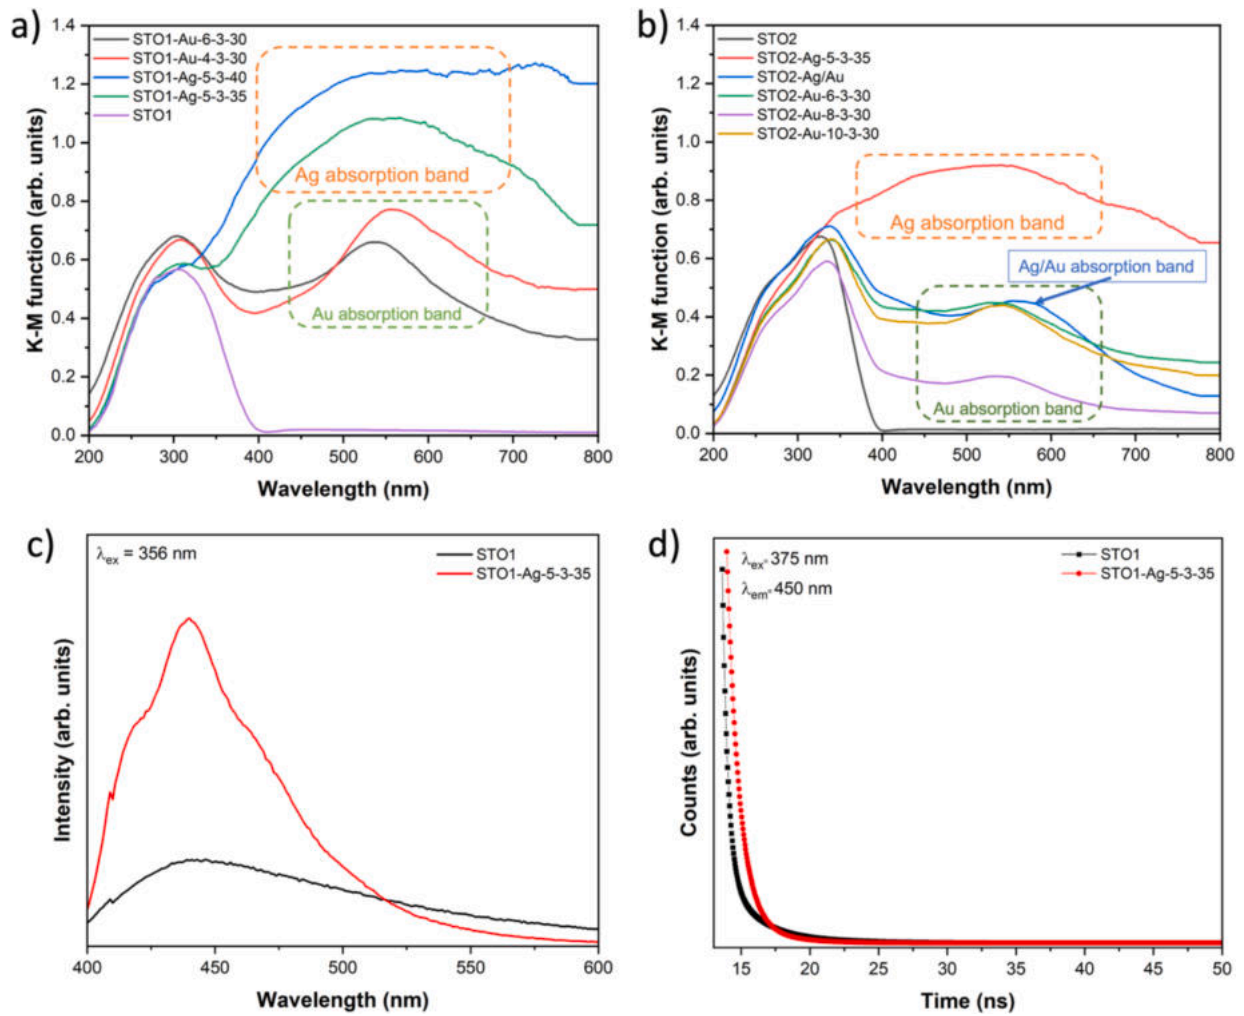 a)
STO1-Au-6-3-30
STO1-Au-4-3-30
STO1-Ag-5-3-40
STO1-Ag-5-3-35
STO1
Ag absorption band
Au absorption band
K-M function (arb. units)
0.0
0.2
0.4
0.6
0.8
1.0
1.2
1.4
200 300 400 500 600 700 800
Wavelength (nm)
b)
STO2
STO2-Ag-5-3-35
STO2-Ag/Au
STO2-Au-6-3-30
STO2-Au-8-3-30
STO2-Au-10-3-30
Ag absorption band
Ag/Au absorption band
Au absorption band
K-M function (arb. units)
0.0
0.2
0.4
0.6
0.8
1.0
1.2
1.4
200 300 400 500 600 700 800
Wavelength (nm)
c)
λex = 356 nm
STO1
STO1-Ag-5-3-35
Intensity (arb. units)
400 450 500 550 600
Wavelength (nm)
d)
λex= 375 nm
λem= 450 nm
STO1
STO1-Ag-5-3-35
Counts (arb. units)
15 20 25 30 35 40 45 50
Time (ns)